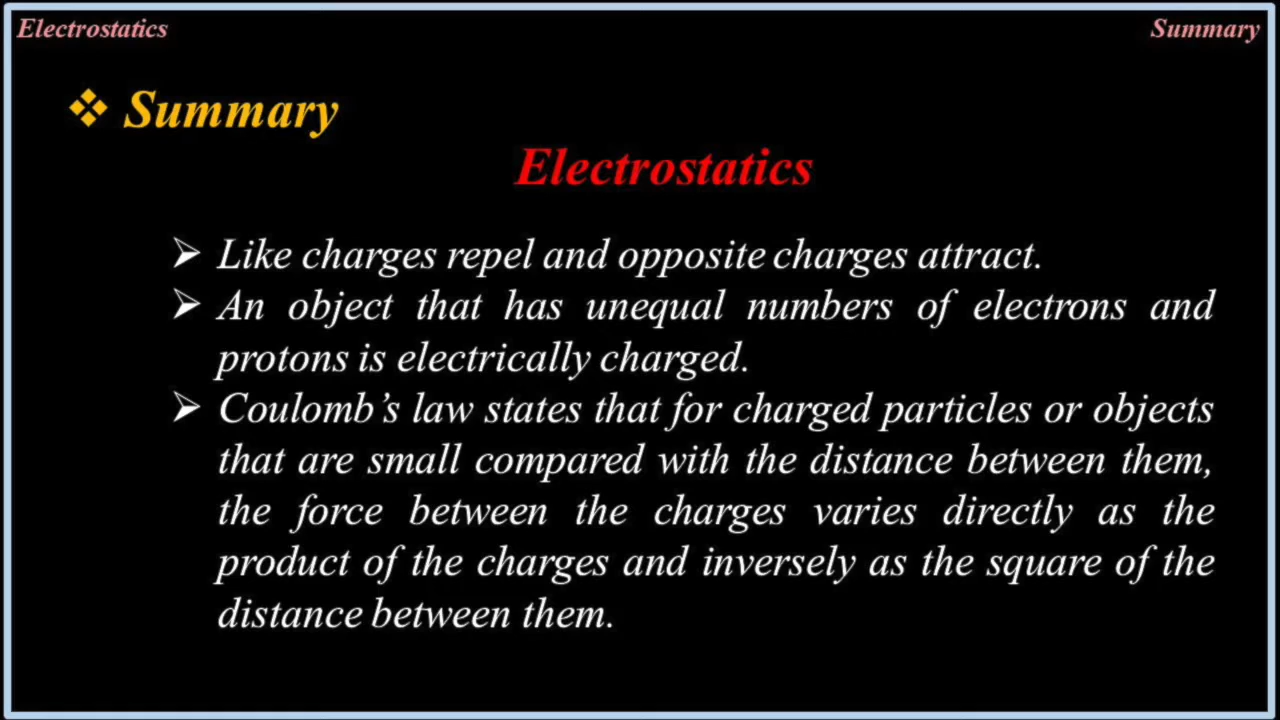 Electrostatics
Summary
❖ Summary
Electrostatics
➢ Like charges repel and opposite charges attract.
➢ An object that has unequal numbers of electrons and
protons is electrically charged.
➢ Coulomb’s law states that for charged particles or objects
that are small compared with the distance between them,
the force between the charges varies directly as the
product of the charges and inversely as the square of the
distance between them.